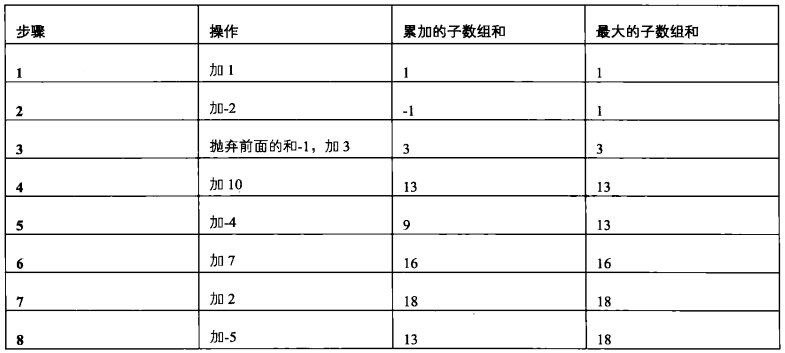 步骤 操作 累加的子数组和 最大的子数组和
1 加 1 1 1
2 加-2 -1 1
3 抛弃前面的和-1，加 3 3 3
4 加 10 13 13
5 加-4 9 13
6 加 7 16 16
7 加 2 18 18
8 加-5 13 18